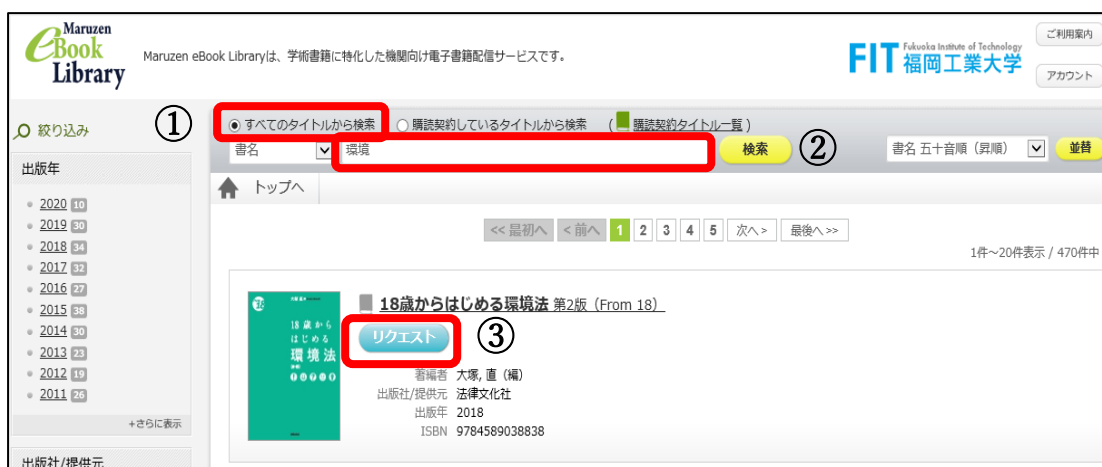 Maruzen
eBook
Library
Maruzen eBook Libraryは、学術書籍に特化した機関向け電子書籍配信サービスです。
FIT Fukuoka Institute of Technology
福岡工業大学
ご利用案内
アカウント
絞り込み
①
すべてのタイトルから検索 購読契約しているタイトルから検索 ( 購読契約タイトル一覧 )
書名 環境 検索 ②
書名 五十音順（昇順） 並替
出版年
2020 10
2019 30
2018 34
2017 32
2016 27
2015 38
2014 30
2013 23
2012 19
2011 26
+さらに表示
出版社/提供元
トップへ
<< 最初へ < 前へ 1 2 3 4 5 次へ > 最後へ >>
1件～20件表示 / 470件中
18歳から
はじめる
環境法
18歳からはじめる環境法 第2版（From 18）
リクエスト ③
著編者 大塚, 直（編）
出版社/提供元 法律文化社
出版年 2018
ISBN 9784589038838